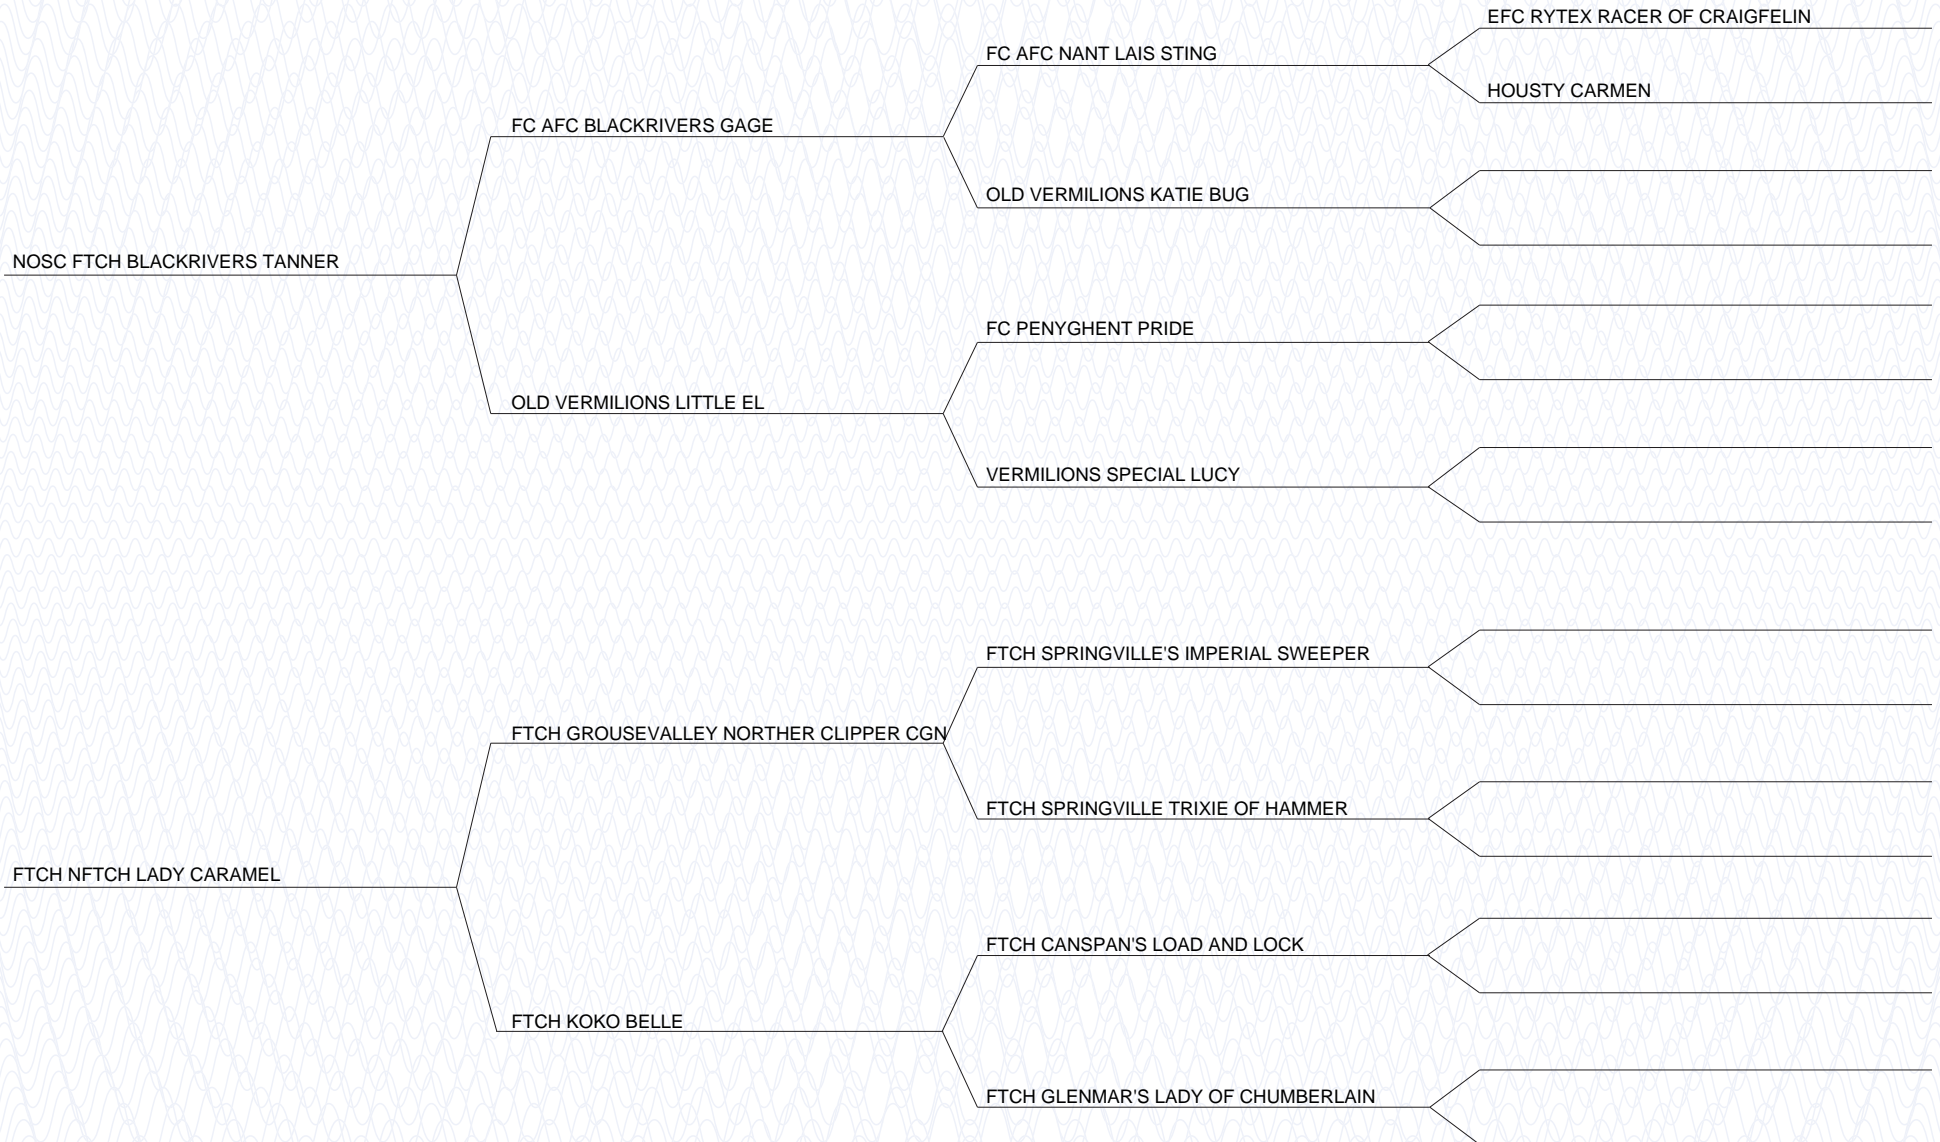 EFC RYTEX RACER OF CRAIGFELIN
FC AFC NANT LAIS STING
HOUSTY CARMEN
FC AFC BLACKRIVERS GAGE
OLD VERMILIONS KATIE BUG
NOSC FTCH BLACKRIVERS TANNER
FC PENYGHENT PRIDE
OLD VERMILIONS LITTLE EL
VERMILIONS SPECIAL LUCY
FTCH SPRINGVILLE'S IMPERIAL SWEEPER
FTCH GROUSEVALLEY NORTHER CLIPPER CGN
FTCH SPRINGVILLE TRIXIE OF HAMMER
FTCH NFTCH LADY CARAMEL
FTCH CANSPAN'S LOAD AND LOCK
FTCH KOKO BELLE
FTCH GLENMAR'S LADY OF CHUMBERLAIN